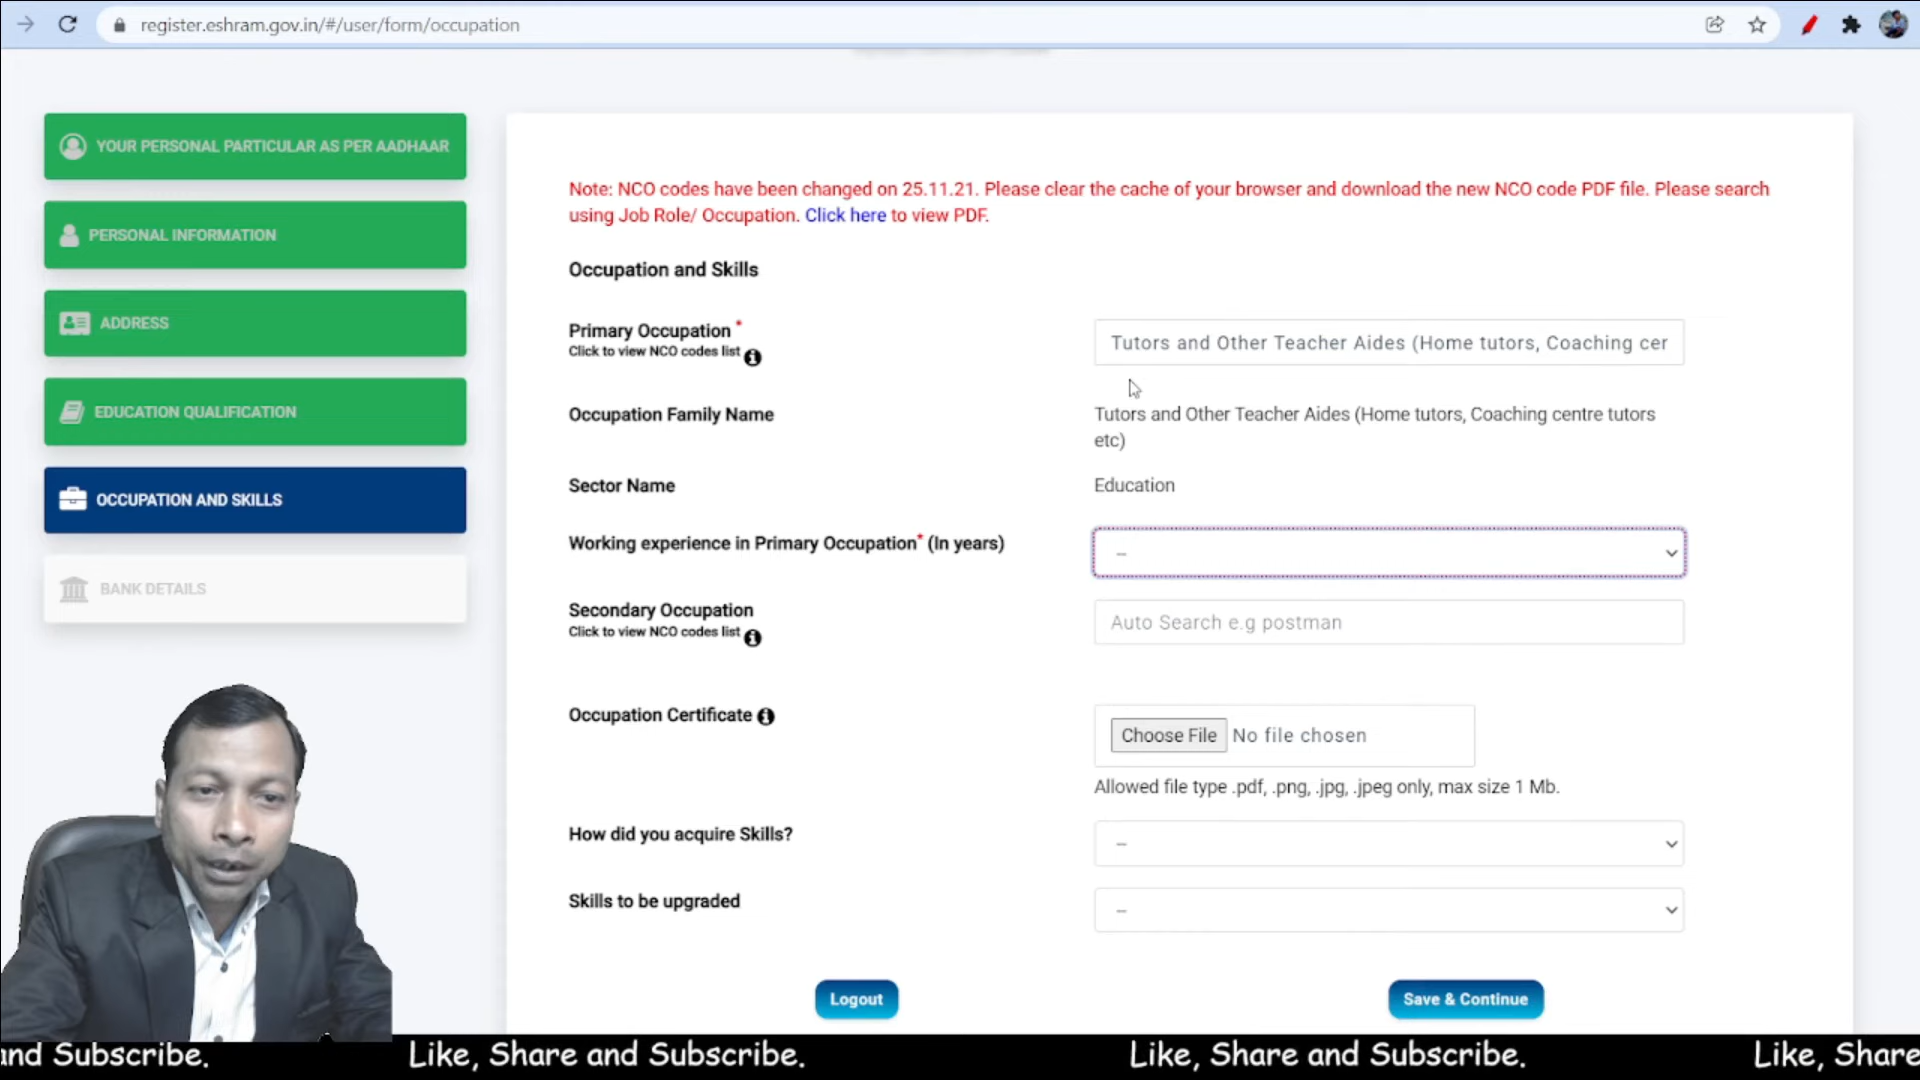 register.eshram.gov.in/#/user/form/occupation
YOUR PERSONAL PARTICULAR AS PER AADHAAR
PERSONAL INFORMATION
ADDRESS
EDUCATION QUALIFICATION
OCCUPATION AND SKILLS
BANK DETAILS
Note: NCO codes have been changed on 25.11.21. Please clear the cache of your browser and download the new NCO code PDF file. Please search
using Job Role/ Occupation. Click here to view PDF.
Occupation and Skills
Primary Occupation *
Click to view NCO codes list
Tutors and Other Teacher Aides (Home tutors, Coaching cer
Occupation Family Name
Tutors and Other Teacher Aides (Home tutors, Coaching centre tutors
etc)
Sector Name
Education
Working experience in Primary Occupation* (In years)
--
Secondary Occupation
Click to view NCO codes list
Auto Search e.g postman
Occupation Certificate
Choose File No file chosen
Allowed file type .pdf, .png, .jpg, .jpeg only, max size 1 Mb.
How did you acquire Skills?
--
Skills to be upgraded
--
Logout
Save & Continue
and Subscribe. Like, Share and Subscribe. Like, Share and Subscribe. Like, Share